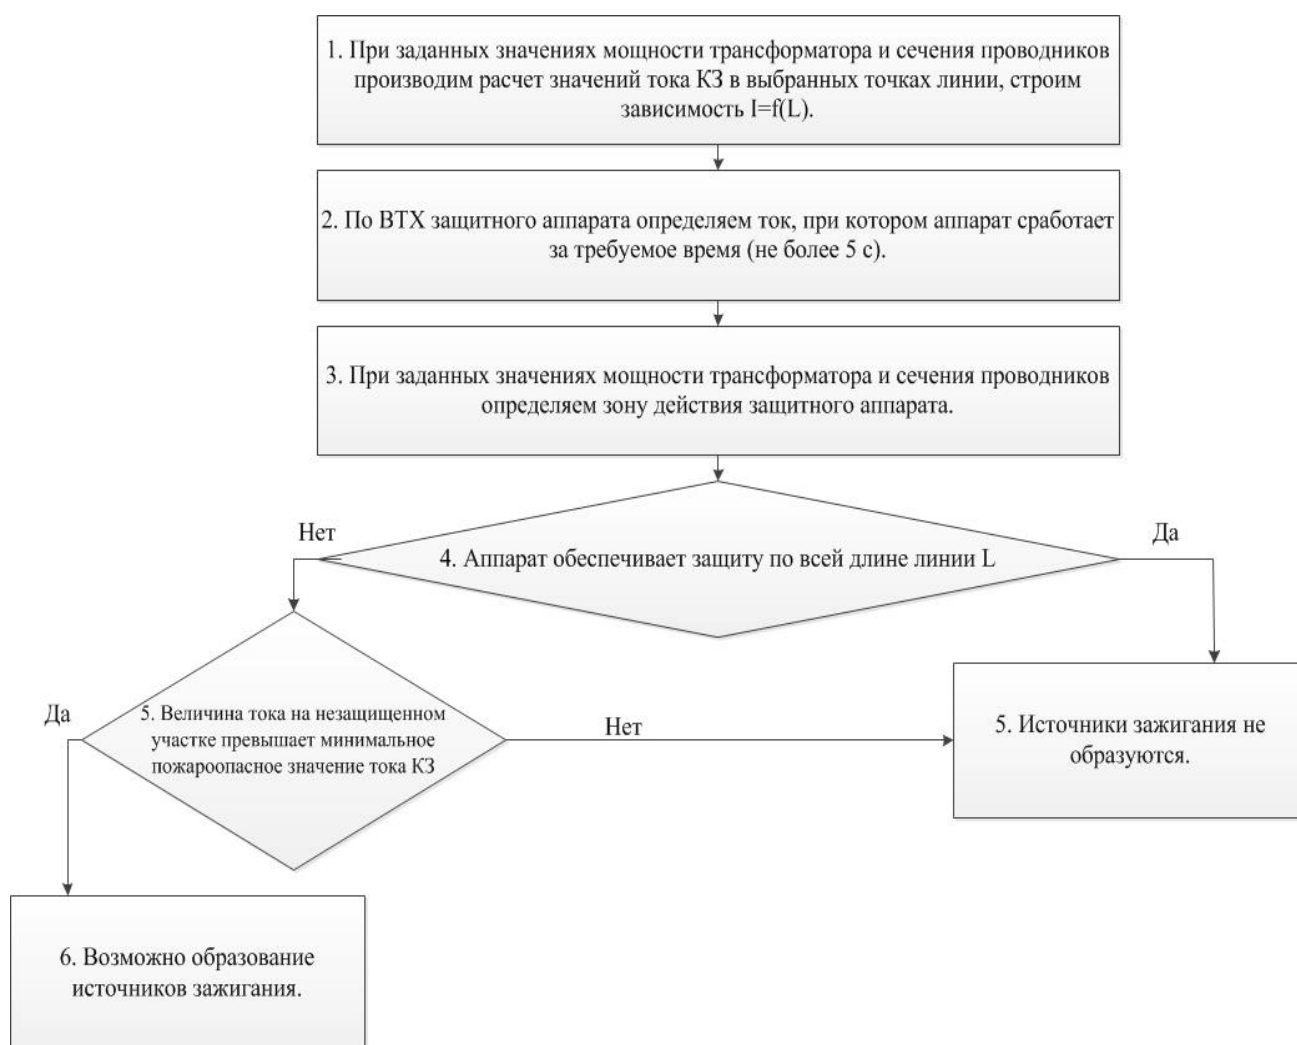 1. При заданных значениях мощности трансформатора и сечения проводников
производим расчет значений тока КЗ в выбранных точках линии, строим
зависимость I=f(L).
2. По ВТХ защитного аппарата определяем ток, при котором аппарат сработает
за требуемое время (не более 5 с).
3. При заданных значениях мощности трансформатора и сечения проводников
определяем зону действия защитного аппарата.
Нет
Да
4. Аппарат обеспечивает защиту по всей длине линии L
Да
5. Величина тока на незащищенном
участке превышает минимальное
пожароопасное значение тока КЗ
Нет
5. Источники зажигания не
образуются.
6. Возможно образование
источников зажигания.